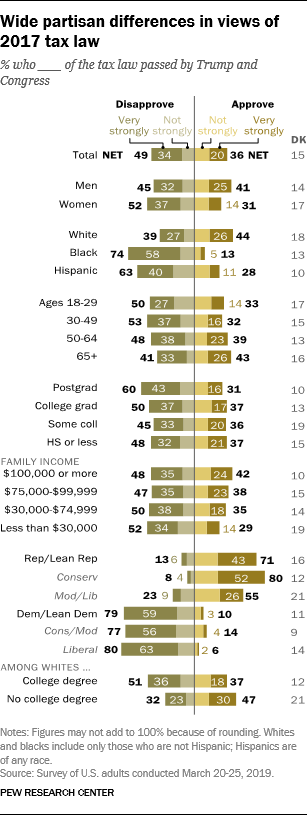 Wide partisan differences in views of
2017 tax law
% who ___ of the tax law passed by Trump and
Congress
Disapprove Approve
Very strongly Not strongly Not strongly Very strongly DK
Total NET 49 34 20 36 NET 15
Men 45 32 25 41 14
Women 52 37 14 31 17
White 39 27 26 44 18
Black 74 58 5 13 13
Hispanic 63 40 11 28 10
Ages 18-29 50 27 14 33 17
30-49 53 37 16 32 15
50-64 48 38 23 39 13
65+ 41 33 26 43 16
Postgrad 60 43 16 31 10
College grad 50 37 17 37 13
Some coll 45 33 20 36 19
HS or less 48 32 21 37 15
FAMILY INCOME
$100,000 or more 48 35 24 42 10
$75,000-$99,999 47 35 23 38 15
$30,000-$74,999 50 38 18 35 14
Less than $30,000 52 34 14 29 19
Rep/Lean Rep 13 6 43 71 16
Conserv 8 4 52 80 12
Mod/Lib 23 9 26 55 21
Dem/Lean Dem 79 59 3 10 11
Cons/Mod 77 56 4 14 9
Liberal 80 63 2 6 14
AMONG WHITES ...
College degree 51 36 18 37 12
No college degree 32 23 30 47 21
Notes: Figures may not add to 100% because of rounding. Whites
and blacks include only those who are not Hispanic; Hispanics are
of any race.
Source: Survey of U.S. adults conducted March 20-25, 2019.
PEW RESEARCH CENTER